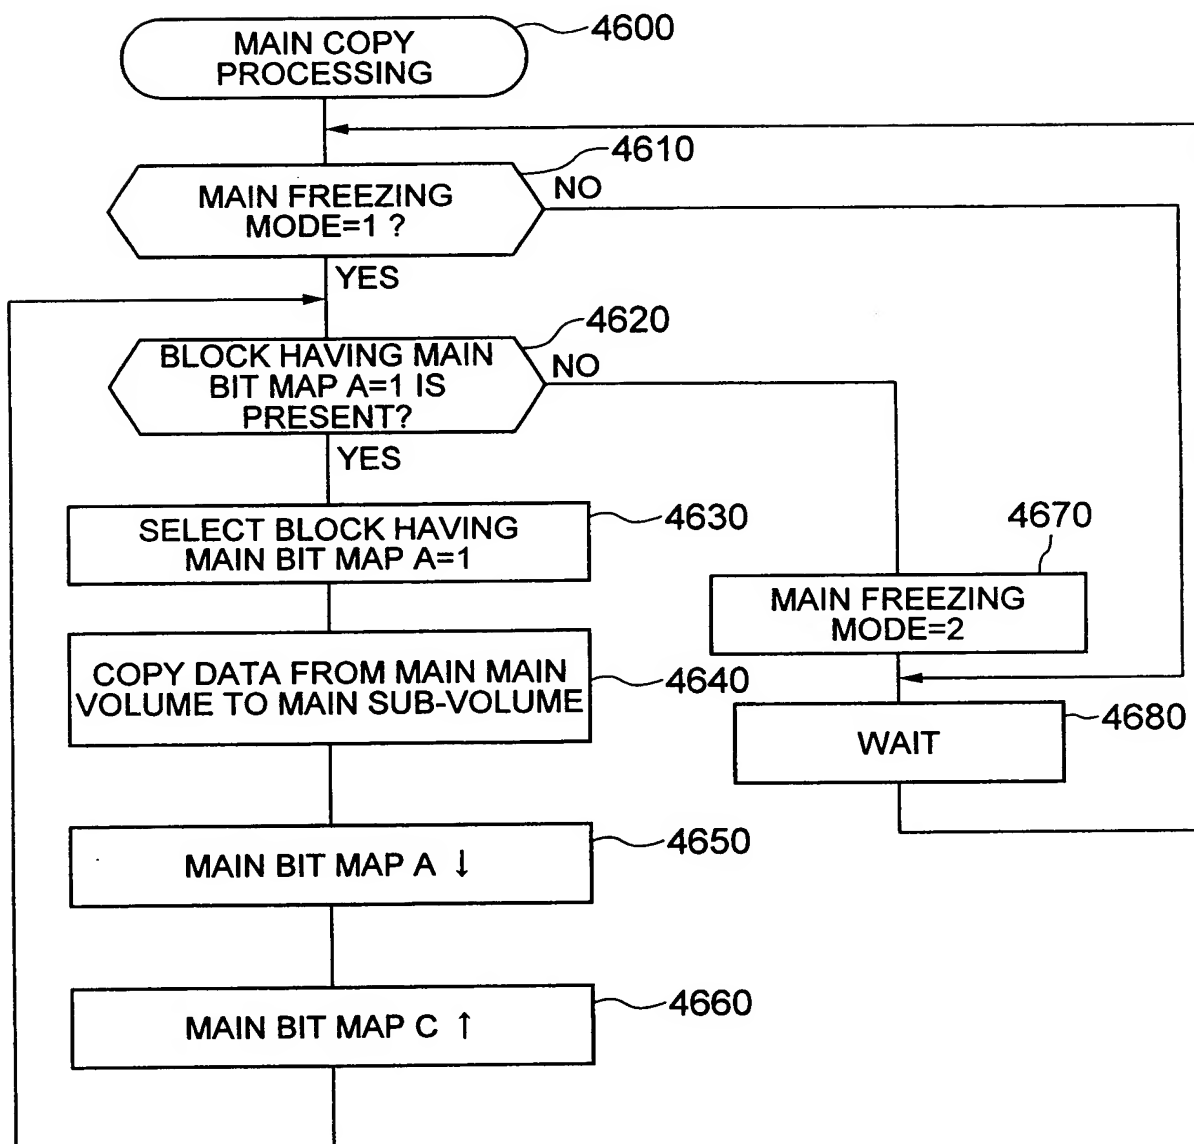 MAIN COPY
PROCESSING
4600
MAIN FREEZING
MODE=1 ?
4610
NO
YES
BLOCK HAVING MAIN
BIT MAP A=1 IS
PRESENT?
4620
NO
YES
SELECT BLOCK HAVING
MAIN BIT MAP A=1
4630
4670
MAIN FREEZING
MODE=2
COPY DATA FROM MAIN MAIN
VOLUME TO MAIN SUB-VOLUME
4640
WAIT
4680
MAIN BIT MAP A ↓
4650
MAIN BIT MAP C ↑
4660